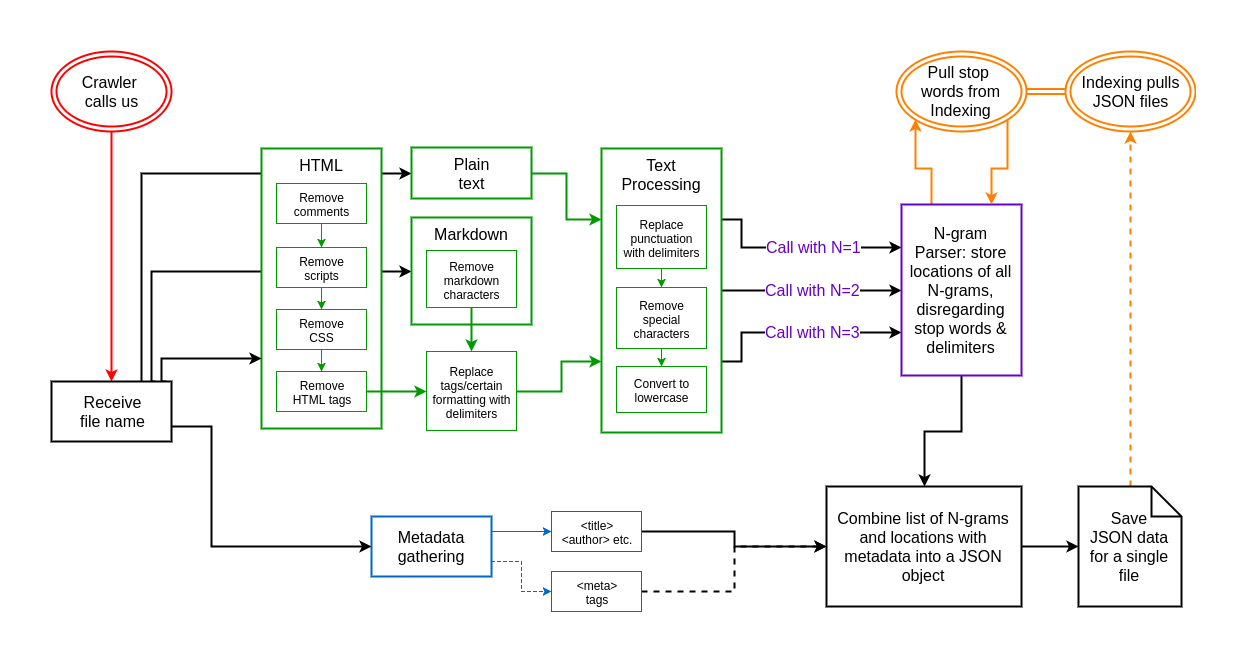 Crawler
calls us
Pull stop
words from
Indexing
Indexing pulls
JSON files
HTML
Remove
comments
Remove
scripts
Remove
CSS
Remove
HTML tags
Plain
text
Markdown
Remove
markdown
characters
Replace
tags/certain
formatting with
delimiters
Text
Processing
Replace
punctuation
with delimiters
Remove
special
characters
Convert to
lowercase
Call with N=1
Call with N=2
Call with N=3
N-gram
Parser: store
locations of all
N-grams,
disregarding
stop words &
delimiters
Receive
file name
Metadata
gathering
<title>
<author> etc.
<meta>
tags
Combine list of N-grams
and locations with
metadata into a JSON
object
Save
JSON data
for a single
file